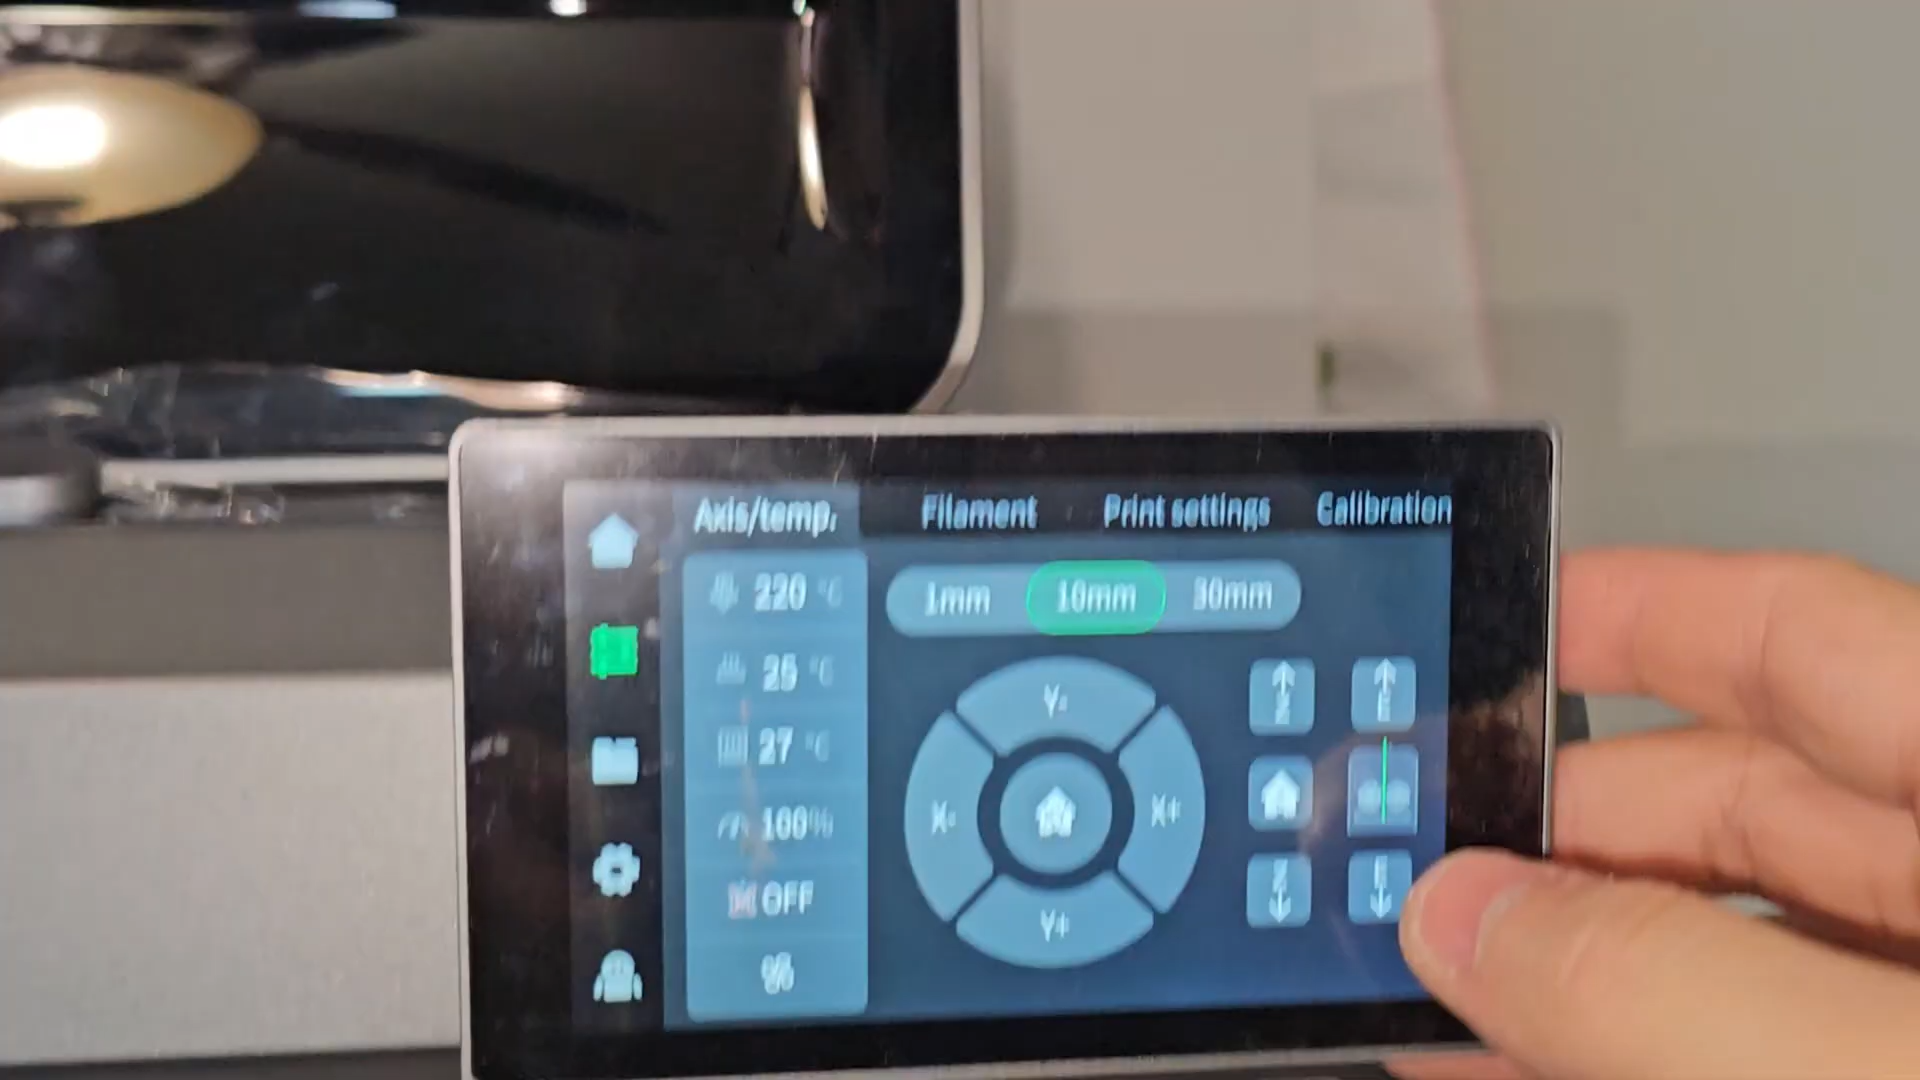 Axis/temp. Filament Print settings Calibration
220 °C
25 °C
27 °C
100%
OFF
%
1mm 10mm 30mm
Y-
X-
X+
Y+
Z
E
Z
E